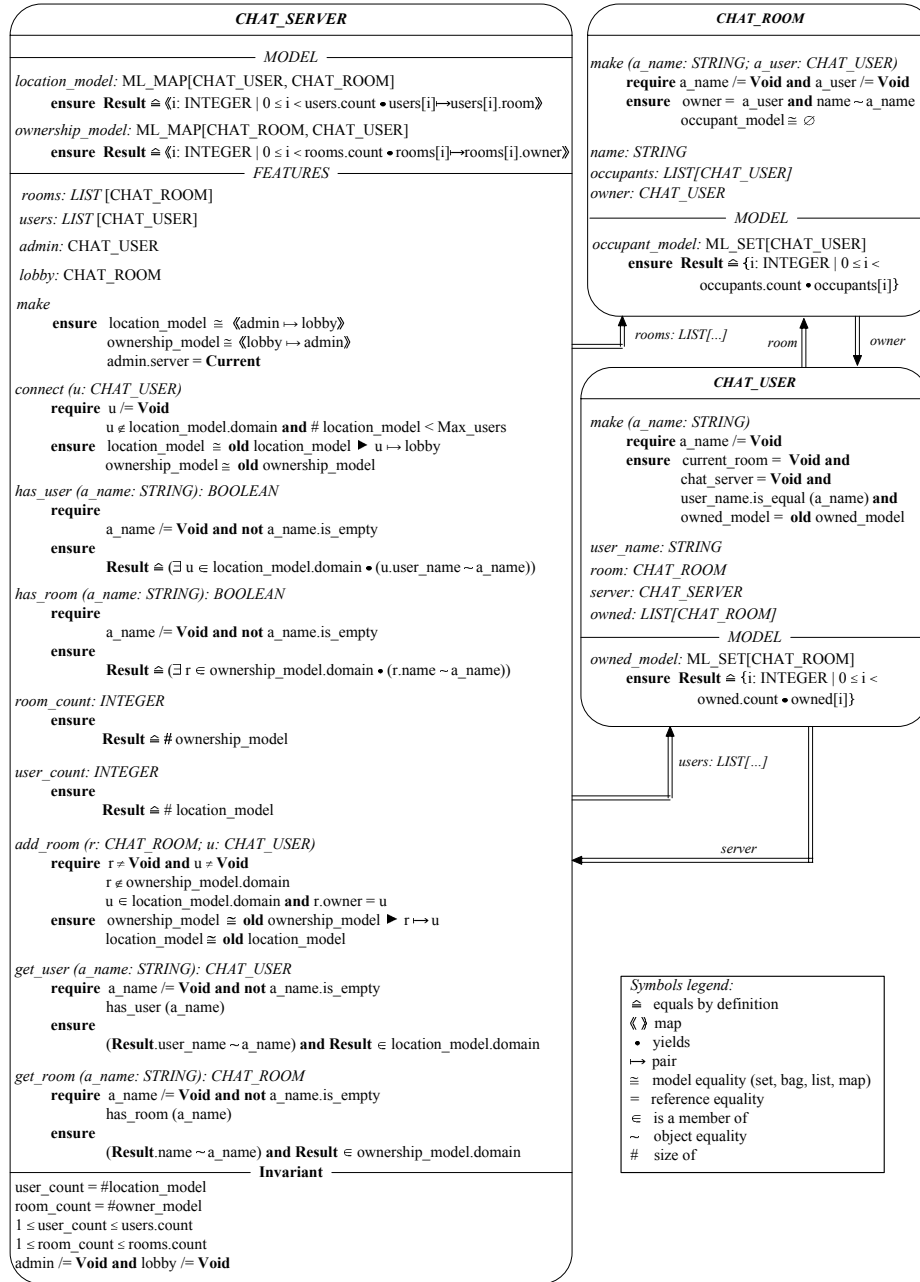 CHAT_SERVER
MODEL
location_model: ML_MAP[CHAT_USER, CHAT_ROOM]
ensure Result ≙ 《i: INTEGER | 0 ≤ i < users.count • users[i]↦users[i].room》
ownership_model: ML_MAP[CHAT_ROOM, CHAT_USER]
ensure Result ≙ 《i: INTEGER | 0 ≤ i < rooms.count • rooms[i]↦rooms[i].owner》
FEATURES
rooms: LIST [CHAT_ROOM]
users: LIST [CHAT_USER]
admin: CHAT_USER
lobby: CHAT_ROOM
make
ensure location_model ≅ 《admin ↦ lobby》
ownership_model ≅ 《lobby ↦ admin》
admin.server = Current
connect (u: CHAT_USER)
require u /= Void
u ∉ location_model.domain and # location_model < Max_users
ensure location_model ≅ old location_model ► u ↦ lobby
ownership_model ≅ old ownership_model
has_user (a_name: STRING): BOOLEAN
require
a_name /= Void and not a_name.is_empty
ensure
Result ≙ (∃ u ∈ location_model.domain • (u.user_name ~ a_name))
has_room (a_name: STRING): BOOLEAN
require
a_name /= Void and not a_name.is_empty
ensure
Result ≙ (∃ r ∈ ownership_model.domain • (r.name ~ a_name))
room_count: INTEGER
ensure
Result ≙ # ownership_model
user_count: INTEGER
ensure
Result ≙ # location_model
add_room (r: CHAT_ROOM; u: CHAT_USER)
require r ≠ Void and u ≠ Void
r ∉ ownership_model.domain
u ∈ location_model.domain and r.owner = u
ensure ownership_model ≅ old ownership_model ► r ↦ u
location_model ≅ old location_model
get_user (a_name: STRING): CHAT_USER
require a_name /= Void and not a_name.is_empty
has_user (a_name)
ensure
(Result.user_name ~ a_name) and Result ∈ location_model.domain
get_room (a_name: STRING): CHAT_ROOM
require a_name /= Void and not a_name.is_empty
has_room (a_name)
ensure
(Result.name ~ a_name) and Result ∈ ownership_model.domain
Invariant
user_count = #location_model
room_count = #owner_model
1 ≤ user_count ≤ users.count
1 ≤ room_count ≤ rooms.count
admin /= Void and lobby /= Void
CHAT_ROOM
make (a_name: STRING; a_user: CHAT_USER)
require a_name /= Void and a_user /= Void
ensure owner = a_user and name ~ a_name
occupant_model ≅ ∅
name: STRING
occupants: LIST[CHAT_USER]
owner: CHAT_USER
MODEL
occupant_model: ML_SET[CHAT_USER]
ensure Result ≙ {i: INTEGER | 0 ≤ i <
occupants.count • occupants[i]}
rooms: LIST[...]
room
owner
CHAT_USER
make (a_name: STRING)
require a_name /= Void
ensure current_room = Void and
chat_server = Void and
user_name.is_equal (a_name) and
owned_model = old owned_model
user_name: STRING
room: CHAT_ROOM
server: CHAT_SERVER
owned: LIST[CHAT_ROOM]
MODEL
owned_model: ML_SET[CHAT_ROOM]
ensure Result ≙ {i: INTEGER | 0 ≤ i <
owned.count • owned[i]}
users: LIST[...]
server
Symbols legend:
≙ equals by definition
《 》 map
• yields
↦ pair
≅ model equality (set, bag, list, map)
= reference equality
∈ is a member of
~ object equality
# size of